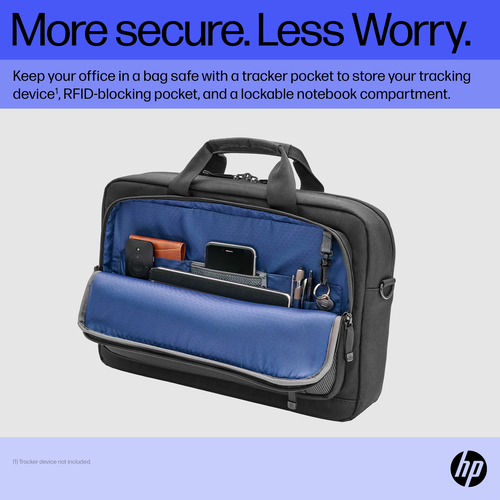 More secure. Less Worry.
Keep your office in a bag safe with a tracker pocket to store your tracking
device¹, RFID-blocking pocket, and a lockable notebook compartment.
(1) Tracker device not included.
hp